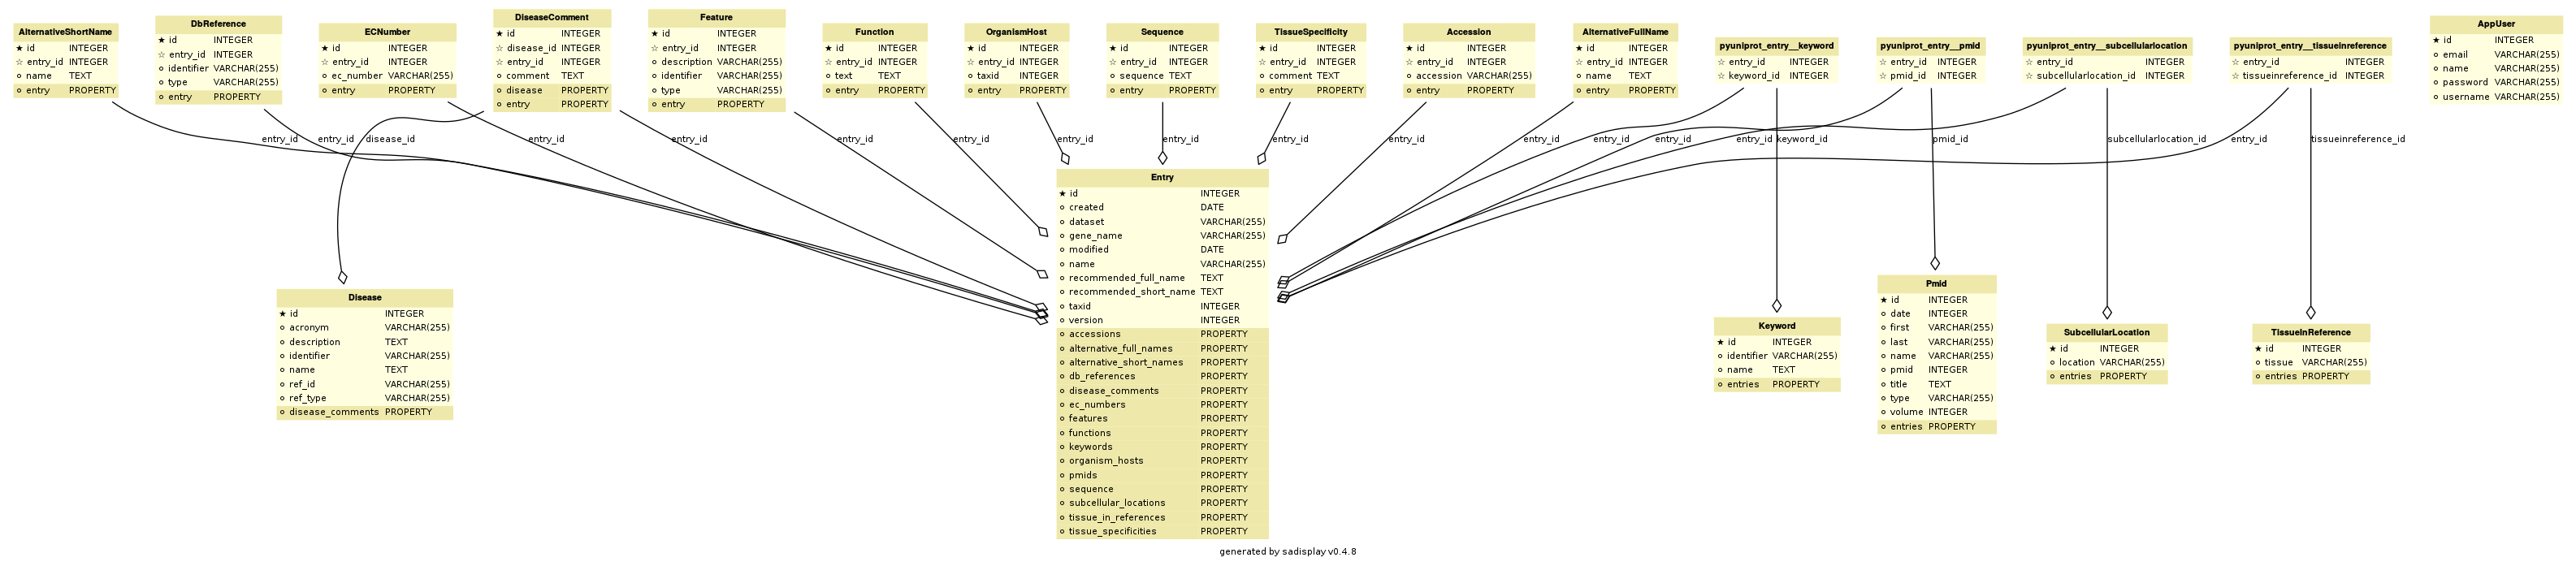 AlternativeShortName
★ id INTEGER
☆ entry_id INTEGER
name TEXT
entry PROPERTY
DbReference
★ id INTEGER
☆ entry_id INTEGER
identifier VARCHAR(255)
type VARCHAR(255)
entry PROPERTY
ECNumber
★ id INTEGER
☆ entry_id INTEGER
ec_number VARCHAR(255)
entry PROPERTY
DiseaseComment
★ id INTEGER
☆ disease_id INTEGER
☆ entry_id INTEGER
comment TEXT
disease PROPERTY
entry PROPERTY
Feature
★ id INTEGER
☆ entry_id INTEGER
description VARCHAR(255)
identifier VARCHAR(255)
type VARCHAR(255)
entry PROPERTY
Function
★ id INTEGER
☆ entry_id INTEGER
text TEXT
entry PROPERTY
OrganismHost
★ id INTEGER
☆ entry_id INTEGER
taxid INTEGER
entry PROPERTY
Sequence
★ id INTEGER
☆ entry_id INTEGER
sequence TEXT
entry PROPERTY
TissueSpecificity
★ id INTEGER
☆ entry_id INTEGER
comment TEXT
entry PROPERTY
Accession
★ id INTEGER
☆ entry_id INTEGER
accession VARCHAR(255)
entry PROPERTY
AlternativeFullName
★ id INTEGER
☆ entry_id INTEGER
name TEXT
entry PROPERTY
pyuniprot_entry__keyword
☆ entry_id INTEGER
☆ keyword_id INTEGER
pyuniprot_entry__pmid
☆ entry_id INTEGER
☆ pmid_id INTEGER
pyuniprot_entry__subcellularlocation
☆ entry_id INTEGER
☆ subcellularlocation_id INTEGER
pyuniprot_entry__tissueinreference
☆ entry_id INTEGER
☆ tissueinreference_id INTEGER
AppUser
★ id INTEGER
email VARCHAR(255)
name VARCHAR(255)
password VARCHAR(255)
username VARCHAR(255)
entry_id
entry_id
disease_id
entry_id
entry_id
entry_id
entry_id
entry_id
entry_id
entry_id
entry_id
entry_id
entry_id
entry_id
entry_id
keyword_id
pmid_id
subcellularlocation_id
entry_id
tissueinreference_id
Entry
★ id INTEGER
created DATE
dataset VARCHAR(255)
gene_name VARCHAR(255)
modified DATE
name VARCHAR(255)
recommended_full_name TEXT
recommended_short_name TEXT
taxid INTEGER
version INTEGER
accessions PROPERTY
alternative_full_names PROPERTY
alternative_short_names PROPERTY
db_references PROPERTY
disease_comments PROPERTY
ec_numbers PROPERTY
features PROPERTY
functions PROPERTY
keywords PROPERTY
organism_hosts PROPERTY
pmids PROPERTY
sequence PROPERTY
subcellular_locations PROPERTY
tissue_in_references PROPERTY
tissue_specificities PROPERTY
Disease
★ id INTEGER
acronym VARCHAR(255)
description TEXT
identifier VARCHAR(255)
name TEXT
ref_id VARCHAR(255)
ref_type VARCHAR(255)
disease_comments PROPERTY
Keyword
★ id INTEGER
identifier VARCHAR(255)
name TEXT
entries PROPERTY
Pmid
★ id INTEGER
date INTEGER
first VARCHAR(255)
last VARCHAR(255)
name VARCHAR(255)
pmid INTEGER
title TEXT
type VARCHAR(255)
volume INTEGER
entries PROPERTY
SubcellularLocation
★ id INTEGER
location VARCHAR(255)
entries PROPERTY
TissueInReference
★ id INTEGER
tissue VARCHAR(255)
entries PROPERTY
generated by sadisplay v0.4.8